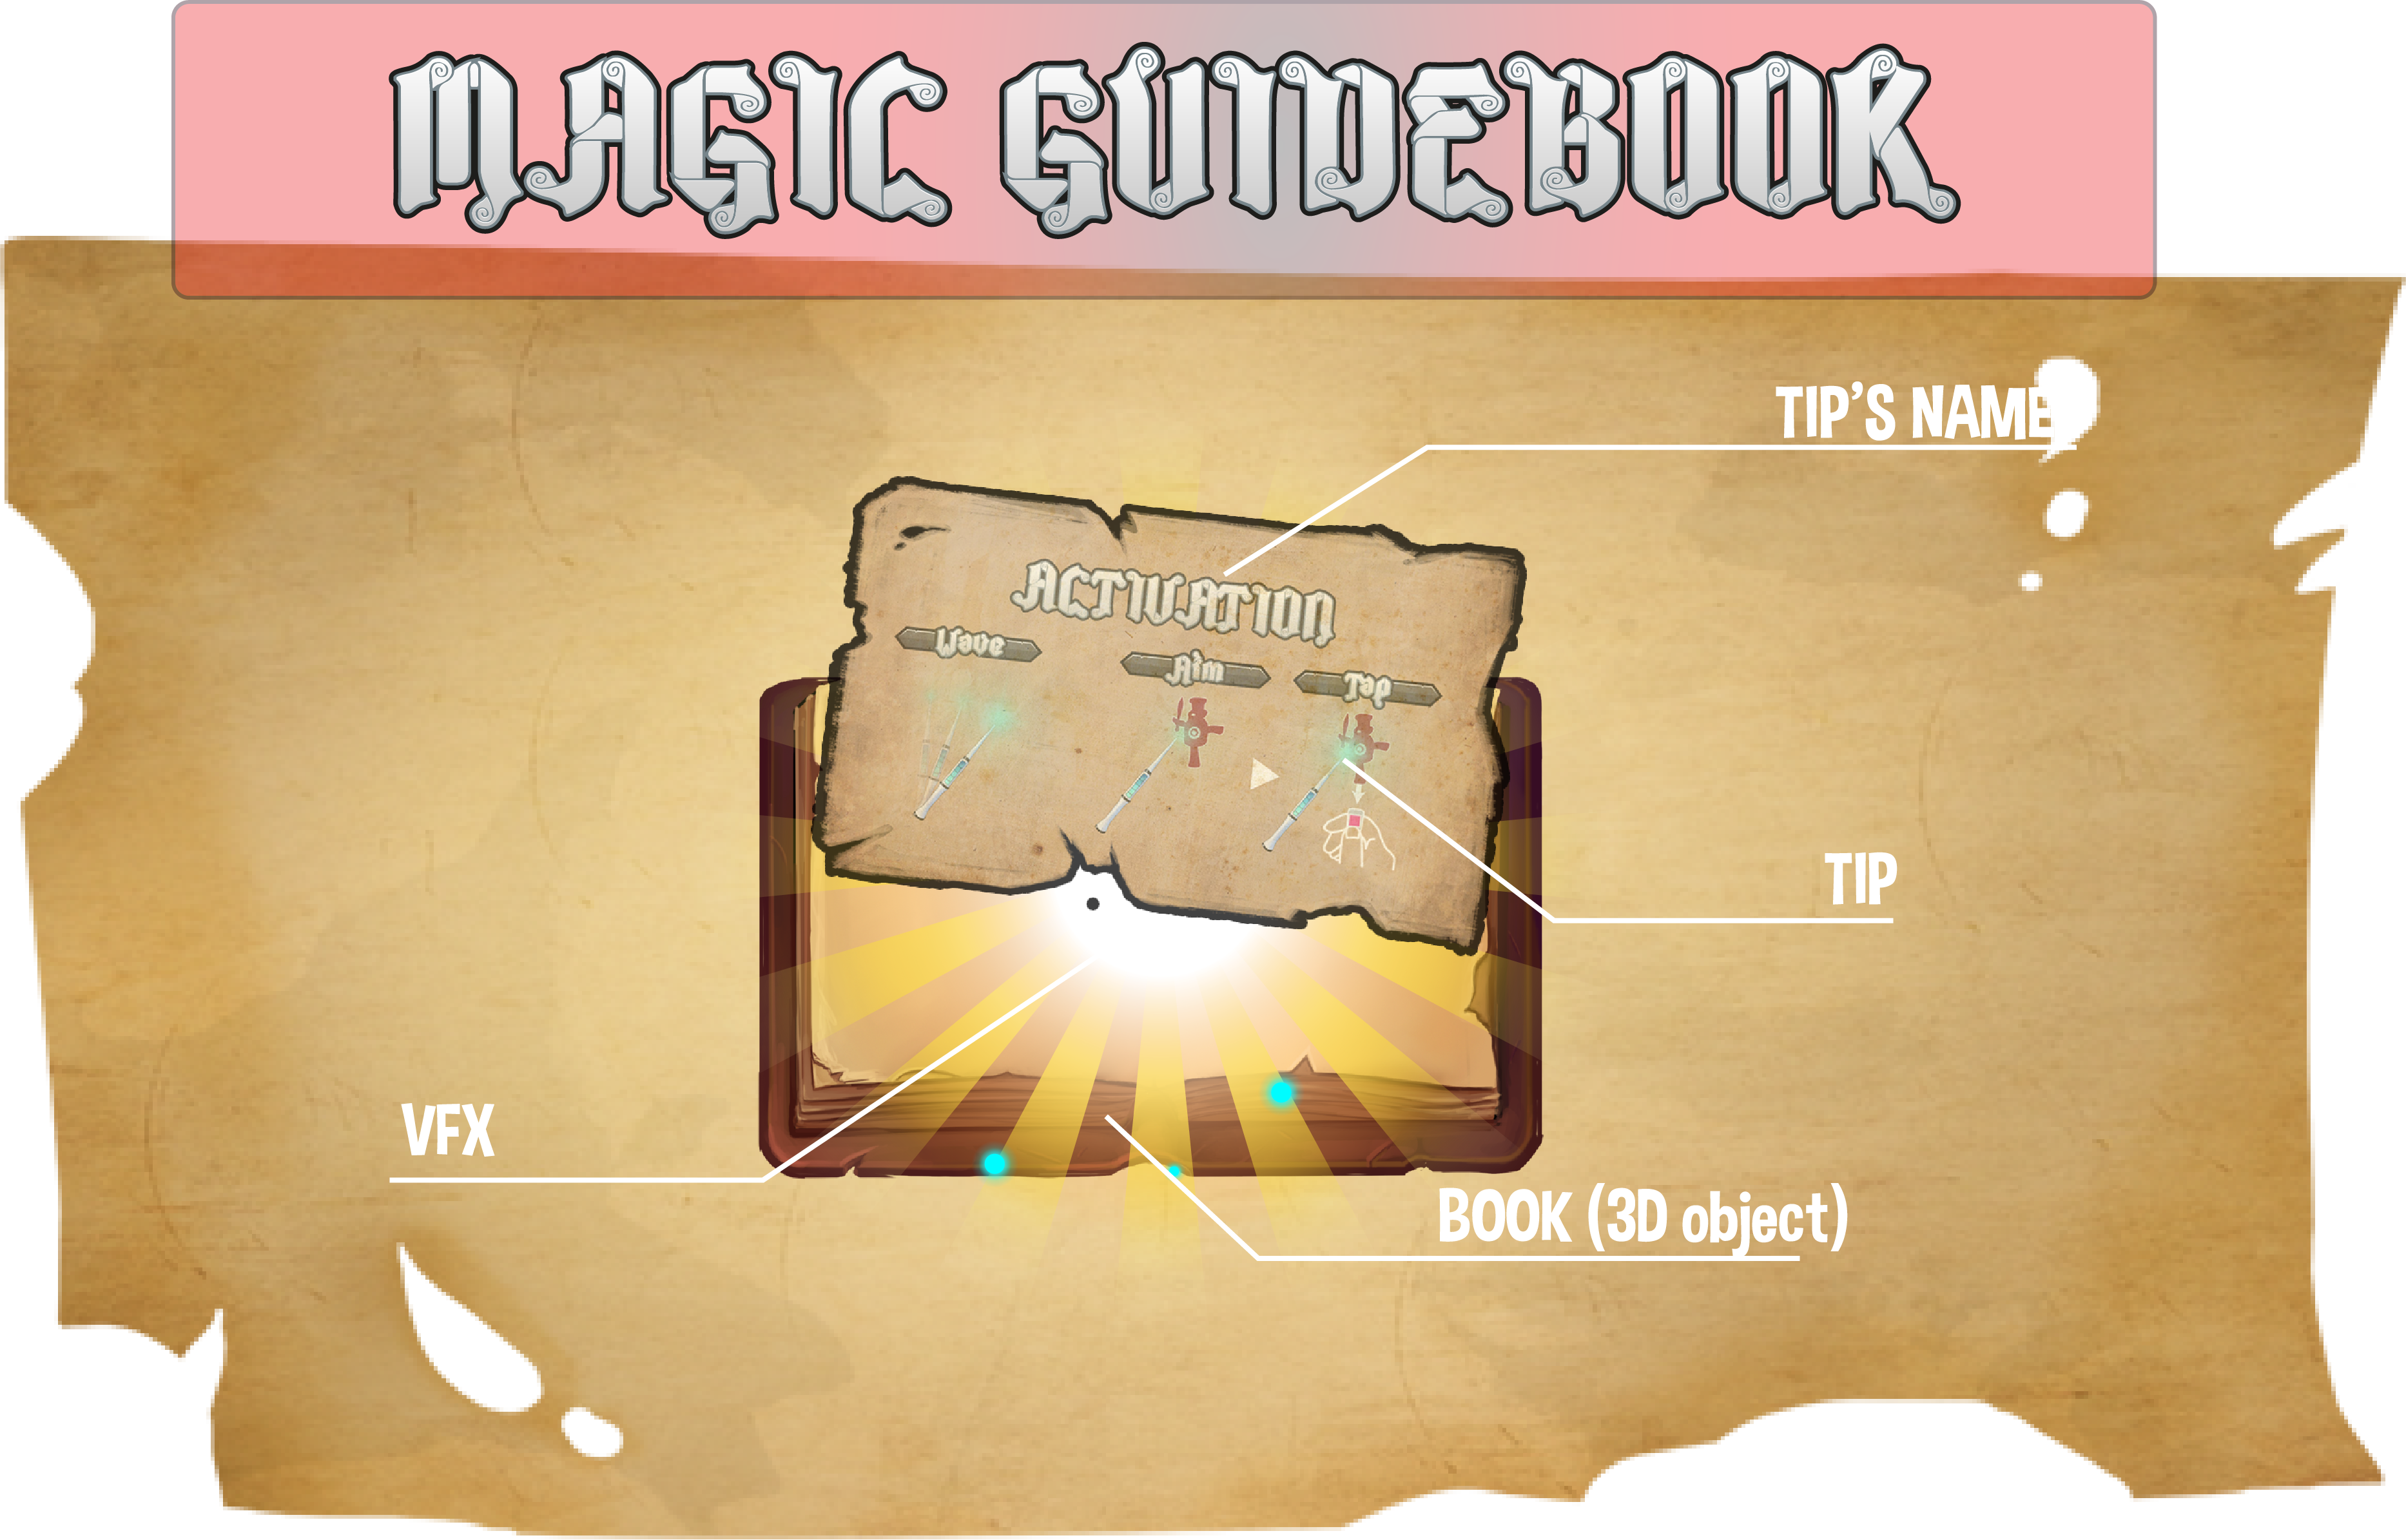 MAGIC GUIDEBOOK
TIP'S NAME
ACTIVATION
Wave
Aim
Tap
TIP
VFX
BOOK (3D object)